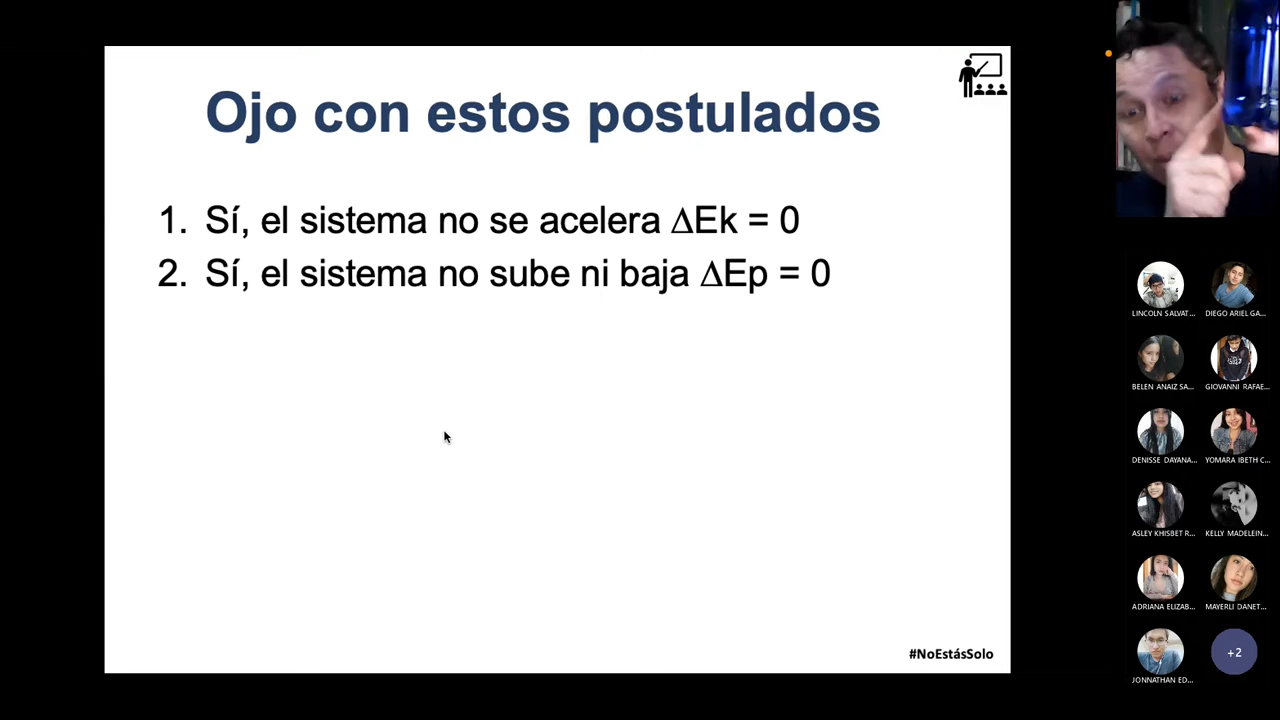 Ojo con estos postulados
1. Sí, el sistema no se acelera ∆Ek = 0
2. Sí, el sistema no sube ni baja ∆Ep = 0
#NoEstásSolo
LINCOLN SALVAT...
DIEGO ARIEL GA...
BELEN ANAIZ SA...
GIOVANNI RAFAE...
DENISSE DAYANA...
YOMARA IBETH C...
ASLEY KHISBET R...
KELLY MADELEIN...
ADRIANA ELIZAB...
MAYERLI DANET...
JONNATHAN ED...
+2